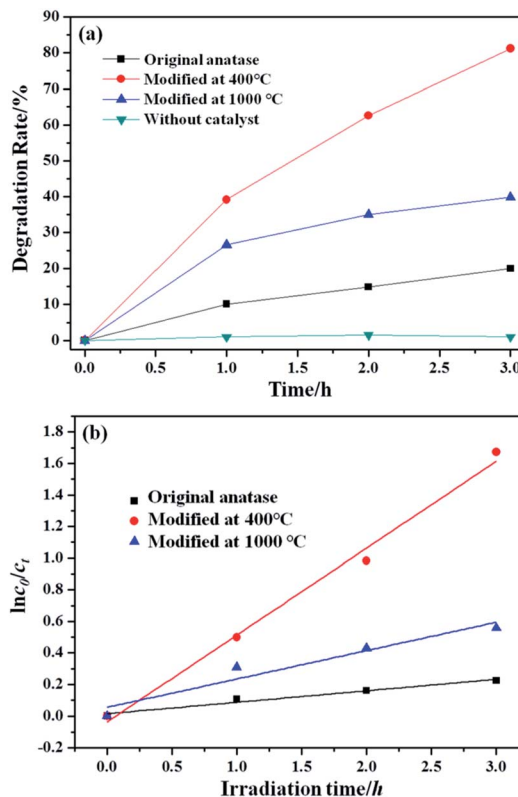 (a)
Original anatase
Modified at 400°C
Modified at 1000 °C
Without catalyst
Degradation Rate/%
90
80
70
60
50
40
30
20
10
0
0.0 0.5 1.0 1.5 2.0 2.5 3.0
Time/h
(b)
Original anatase
Modified at 400°C
Modified at 1000 °C
lnc0/ct
1.8
1.6
1.4
1.2
1.0
0.8
0.6
0.4
0.2
0.0
-0.2
0.0 0.5 1.0 1.5 2.0 2.5 3.0
Irradiation time/h